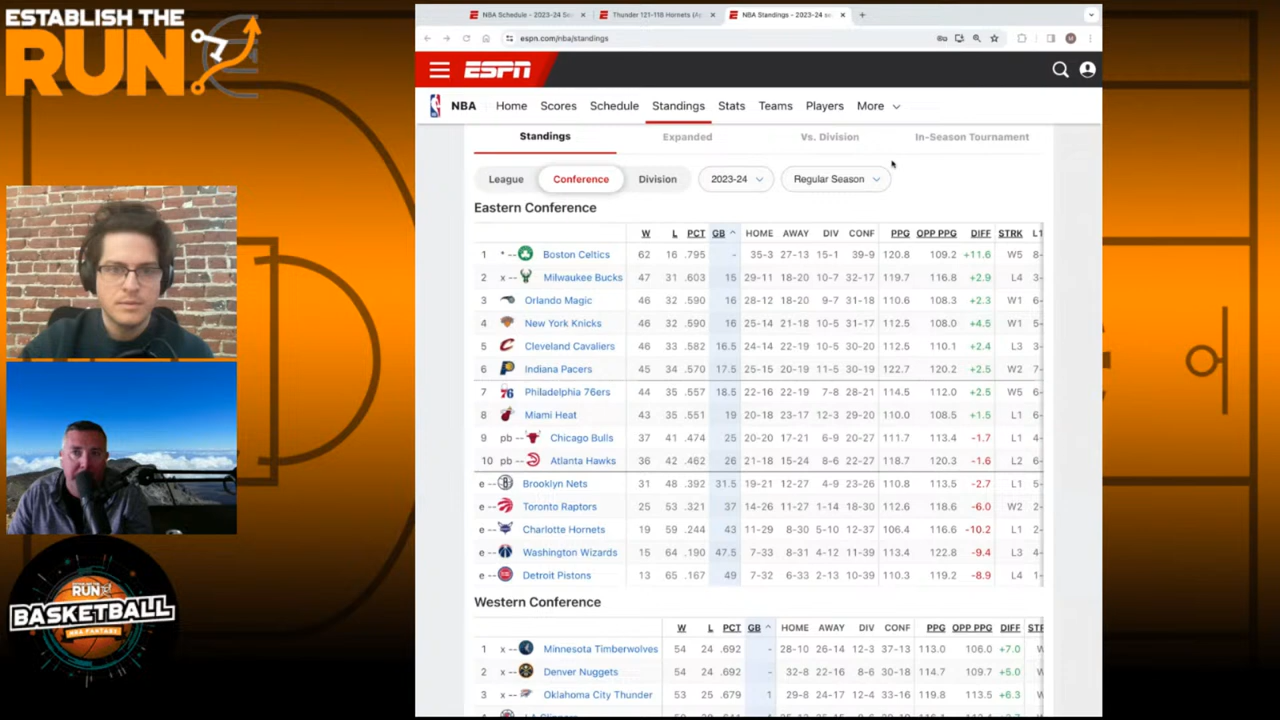 ESTABLISH THE
RUN
NBA Schedule - 2023-24 Se
Thunder 121-118 Hornets (Ap
NBA Standings - 2023-24 se
espn.com/nba/standings
ESPN
NBA Home Scores Schedule Standings Stats Teams Players More
Standings Expanded Vs. Division In-Season Tournament
League Conference Division 2023-24 Regular Season
Eastern Conference
W L PCT GB HOME AWAY DIV CONF PPG OPP PPG DIFF STRK L1
1 * -- Boston Celtics 62 16 .795 - 35-3 27-13 15-1 39-9 120.8 109.2 +11.6 W5 8-
2 x -- Milwaukee Bucks 47 31 .603 15 29-11 18-20 10-7 32-17 119.7 116.8 +2.9 L4 3-
3 Orlando Magic 46 32 .590 16 28-12 18-20 9-7 31-18 110.6 108.3 +2.3 W1 6-
4 New York Knicks 46 32 .590 16 25-14 21-18 10-5 31-17 112.5 108.0 +4.5 W1 5-
5 Cleveland Cavaliers 46 33 .582 16.5 24-14 22-19 10-5 30-20 112.5 110.1 +2.4 L3 3-
6 Indiana Pacers 45 34 .570 17.5 25-15 20-19 11-5 30-19 122.7 120.2 +2.5 W2 6-
7 Philadelphia 76ers 44 35 .557 18.5 22-16 22-19 7-8 28-21 114.5 112.0 +2.5 W5 6-
8 Miami Heat 43 35 .551 19 20-18 23-17 12-3 29-20 110.0 108.5 +1.5 L1 6-
9 pb -- Chicago Bulls 37 41 .474 25 20-20 17-21 6-9 20-27 111.7 113.4 -1.7 L1 4-
10 pb -- Atlanta Hawks 36 42 .462 26 21-18 15-24 8-6 22-27 118.7 120.3 -1.6 L2 6-
e -- Brooklyn Nets 31 48 .392 31.5 19-21 12-27 4-9 23-26 110.8 113.5 -2.7 L1 5-
e -- Toronto Raptors 25 53 .321 37 14-26 11-27 1-14 18-30 112.6 118.6 -6.0 W2 2-
e -- Charlotte Hornets 19 59 .244 43 11-29 8-30 5-10 12-37 106.4 116.6 -10.2 L1 3-
e -- Washington Wizards 15 64 .190 47.5 7-33 8-31 4-12 11-39 113.4 122.8 -9.4 L3 4-
e -- Detroit Pistons 13 65 .167 49 7-32 6-33 2-13 10-39 110.3 119.2 -8.9 L4 1-
Western Conference
W L PCT GB HOME AWAY DIV CONF PPG OPP PPG DIFF STR
1 x -- Minnesota Timberwolves 54 24 .692 - 28-10 26-14 12-3 37-13 113.0 106.0 +7.0
2 x -- Denver Nuggets 54 24 .692 - 32-8 22-16 8-6 30-18 114.7 109.7 +5.0
3 x -- Oklahoma City Thunder 53 25 .679 1 29-8 24-17 12-4 33-16 119.8 113.5 +6.3
ESTABLISH THE
RUN
BASKETBALL
NBA FANTASY